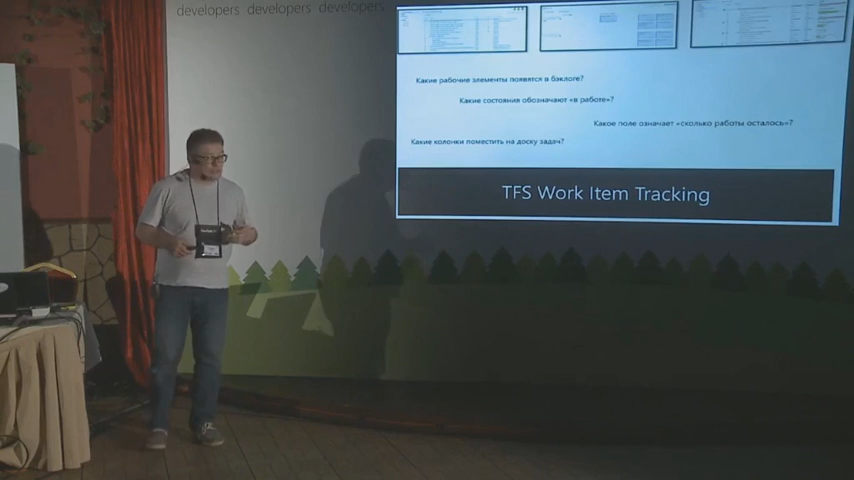 developers developers developers
Какие рабочие элементы появятся в бэклоге?
Какие состояния обозначают «в работе»?
Какое поле означает «сколько работы осталось»?
Какие колонки поместить на доску задач?
TFS Work Item Tracking